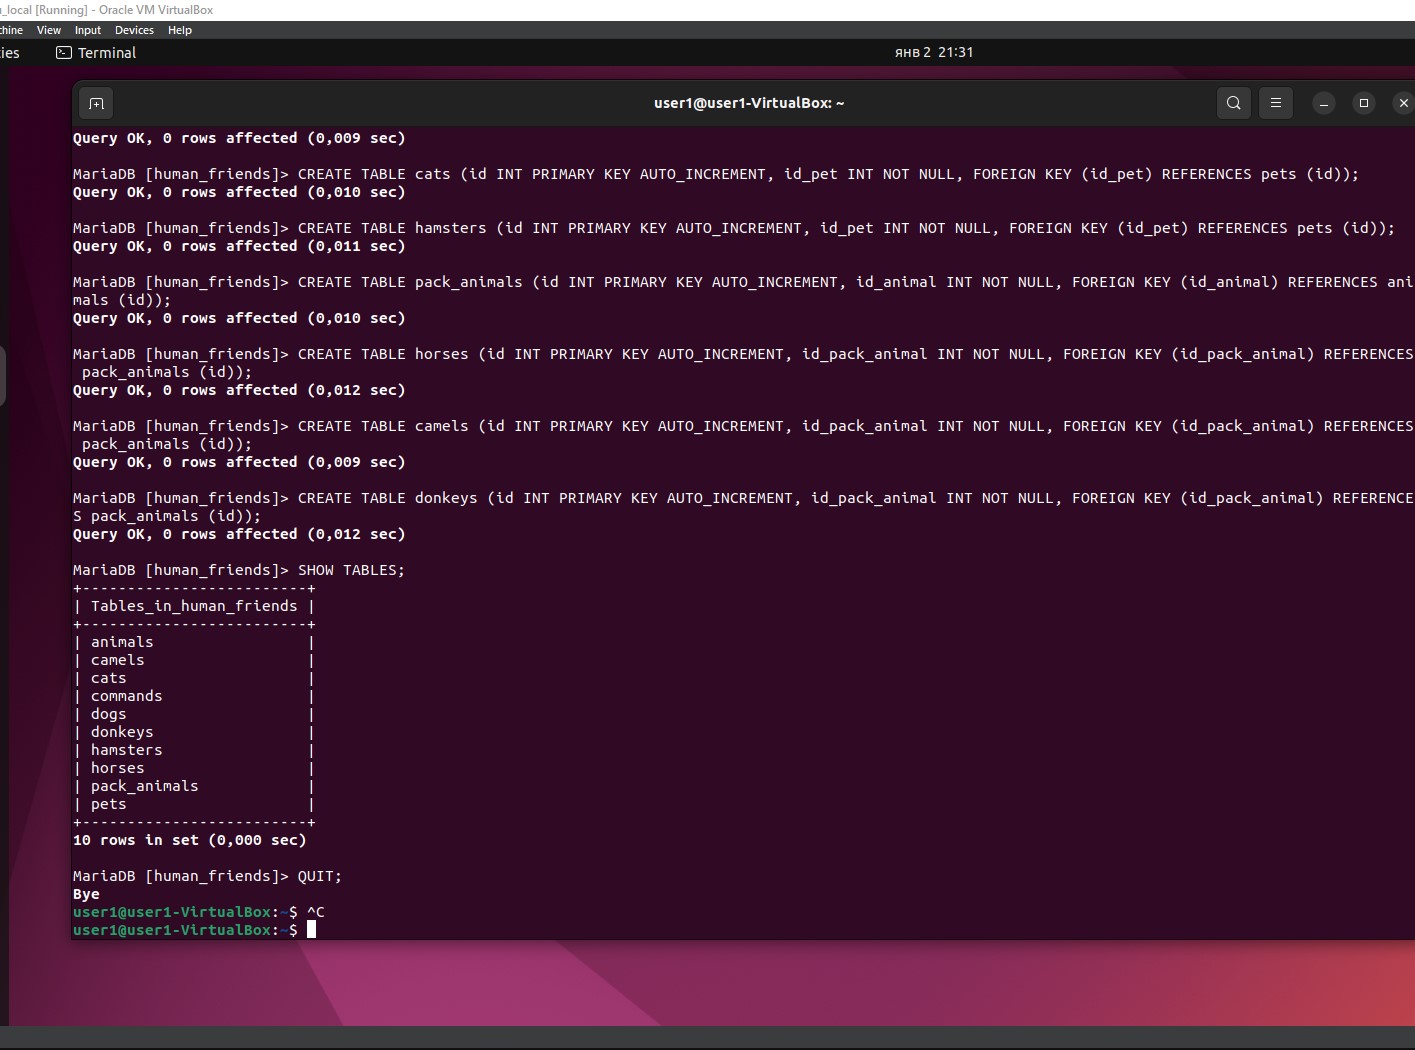 u_local [Running] - Oracle VM VirtualBox
chine View Input Devices Help
ies Terminal янв 2 21:31
user1@user1-VirtualBox: ~
Query OK, 0 rows affected (0,009 sec)
MariaDB [human_friends]> CREATE TABLE cats (id INT PRIMARY KEY AUTO_INCREMENT, id_pet INT NOT NULL, FOREIGN KEY (id_pet) REFERENCES pets (id));
Query OK, 0 rows affected (0,010 sec)
MariaDB [human_friends]> CREATE TABLE hamsters (id INT PRIMARY KEY AUTO_INCREMENT, id_pet INT NOT NULL, FOREIGN KEY (id_pet) REFERENCES pets (id));
Query OK, 0 rows affected (0,011 sec)
MariaDB [human_friends]> CREATE TABLE pack_animals (id INT PRIMARY KEY AUTO_INCREMENT, id_animal INT NOT NULL, FOREIGN KEY (id_animal) REFERENCES ani
mals (id));
Query OK, 0 rows affected (0,010 sec)
MariaDB [human_friends]> CREATE TABLE horses (id INT PRIMARY KEY AUTO_INCREMENT, id_pack_animal INT NOT NULL, FOREIGN KEY (id_pack_animal) REFERENCES
pack_animals (id));
Query OK, 0 rows affected (0,012 sec)
MariaDB [human_friends]> CREATE TABLE camels (id INT PRIMARY KEY AUTO_INCREMENT, id_pack_animal INT NOT NULL, FOREIGN KEY (id_pack_animal) REFERENCES
pack_animals (id));
Query OK, 0 rows affected (0,009 sec)
MariaDB [human_friends]> CREATE TABLE donkeys (id INT PRIMARY KEY AUTO_INCREMENT, id_pack_animal INT NOT NULL, FOREIGN KEY (id_pack_animal) REFERENCE
S pack_animals (id));
Query OK, 0 rows affected (0,012 sec)
MariaDB [human_friends]> SHOW TABLES;
+-------------------------+
| Tables_in_human_friends |
+-------------------------+
| animals                 |
| camels                  |
| cats                    |
| commands                |
| dogs                    |
| donkeys                 |
| hamsters                |
| horses                  |
| pack_animals            |
| pets                    |
+-------------------------+
10 rows in set (0,000 sec)
MariaDB [human_friends]> QUIT;
Bye
user1@user1-VirtualBox:~$ ^C
user1@user1-VirtualBox:~$